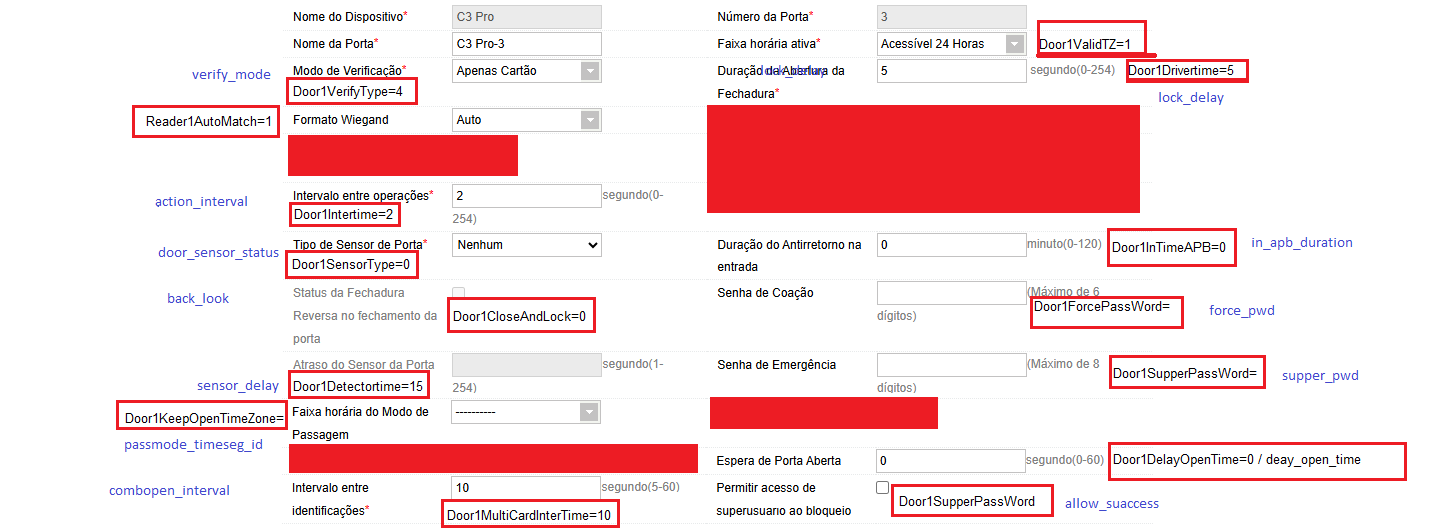 Nome do Dispositivo* C3 Pro Número da Porta* 3
Nome da Porta* C3 Pro-3 Faixa horária ativa* Acessível 24 Horas Door1ValidTZ=1
verify_mode Modo de Verificação* Apenas Cartão Duração da Abertura da 5 segundo(0-254) Door1Drivertime=5
Door1VerifyType=4 Fechadura* lock_delay
Reader1AutoMatch=1 Formato Wiegand Auto
action_interval Intervalo entre operações* 2 segundo(0-
Door1Intertime=2 254)
door_sensor_status Tipo de Sensor de Porta* Nenhum Duração do Antirretorno na 0 minuto(0-120) Door1InTimeAPB=0 in_apb_duration
Door1SensorType=0 entrada
back_look Status da Fechadura Senha de Coação (Máximo de 6 Door1ForcePassWord= force_pwd
Reversa no fechamento da Door1CloseAndLock=0 dígitos)
porta
Atraso do Sensor da Porta segundo(1- Senha de Emergência (Máximo de 8 Door1SupperPassWord= supper_pwd
sensor_delay Door1Detectortime=15 254) dígitos)
Door1KeepOpenTimeZone= Faixa horária do Modo de ----------
passmode_timeseg_id Passagem
Espera de Porta Aberta 0 segundo(0-60) Door1DelayOpenTime=0 / deay_open_time
combopen_interval Intervalo entre 10 segundo(5-60) Permitir acesso de Door1SupperPassWord allow_suaccess
identificações* Door1MultiCardInterTime=10 superusuario ao bloqueio